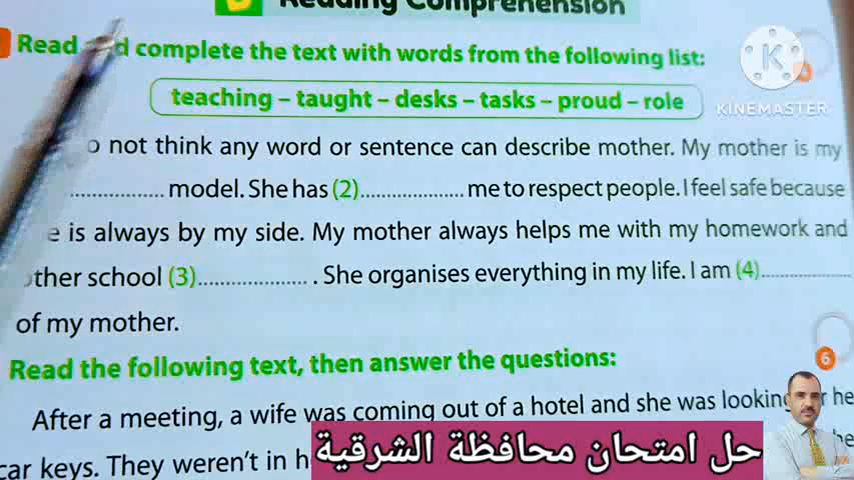 Reading Comprehension
Read and complete the text with words from the following list:
teaching – taught – desks – tasks – proud – role
not think any word or sentence can describe mother. My mother is my
.................. model. She has (2).................. me to respect people. I feel safe because
e is always by my side. My mother always helps me with my homework and
other school (3).................. . She organises everything in my life. I am (4)..................
of my mother.
6
Read the following text, then answer the questions:
After a meeting, a wife was coming out of a hotel and she was looking
car keys. They weren't in h
حل امتحان محافظة الشرقية
KINEMASTER